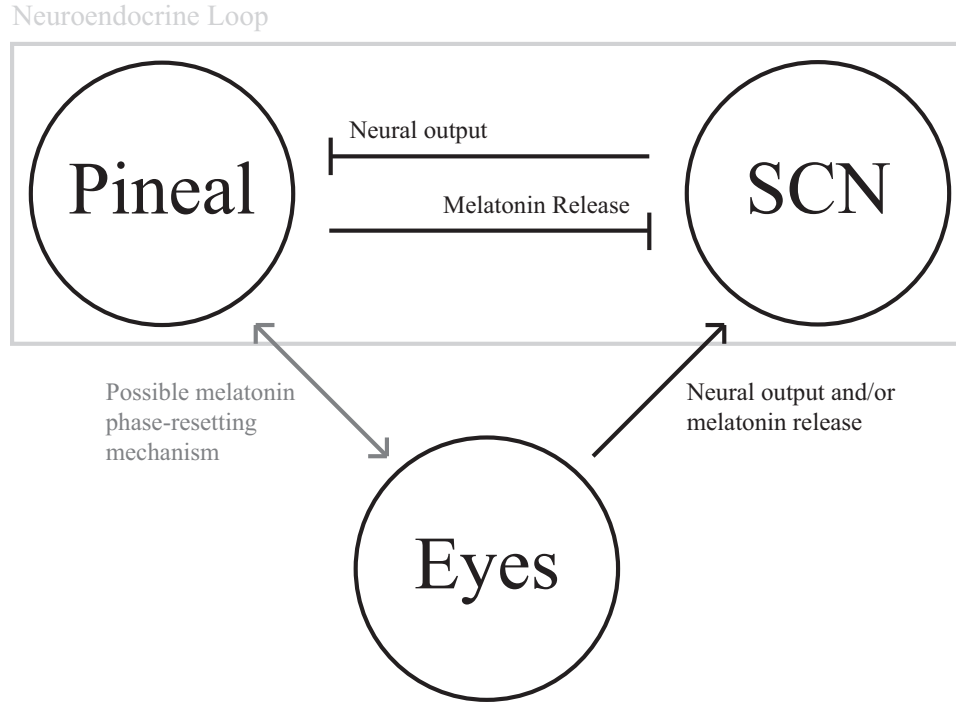 Neuroendocrine Loop
Neural output
Pineal
SCN
Melatonin Release
Possible melatonin
phase-resetting
mechanism
Neural output and/or
melatonin release
Eyes